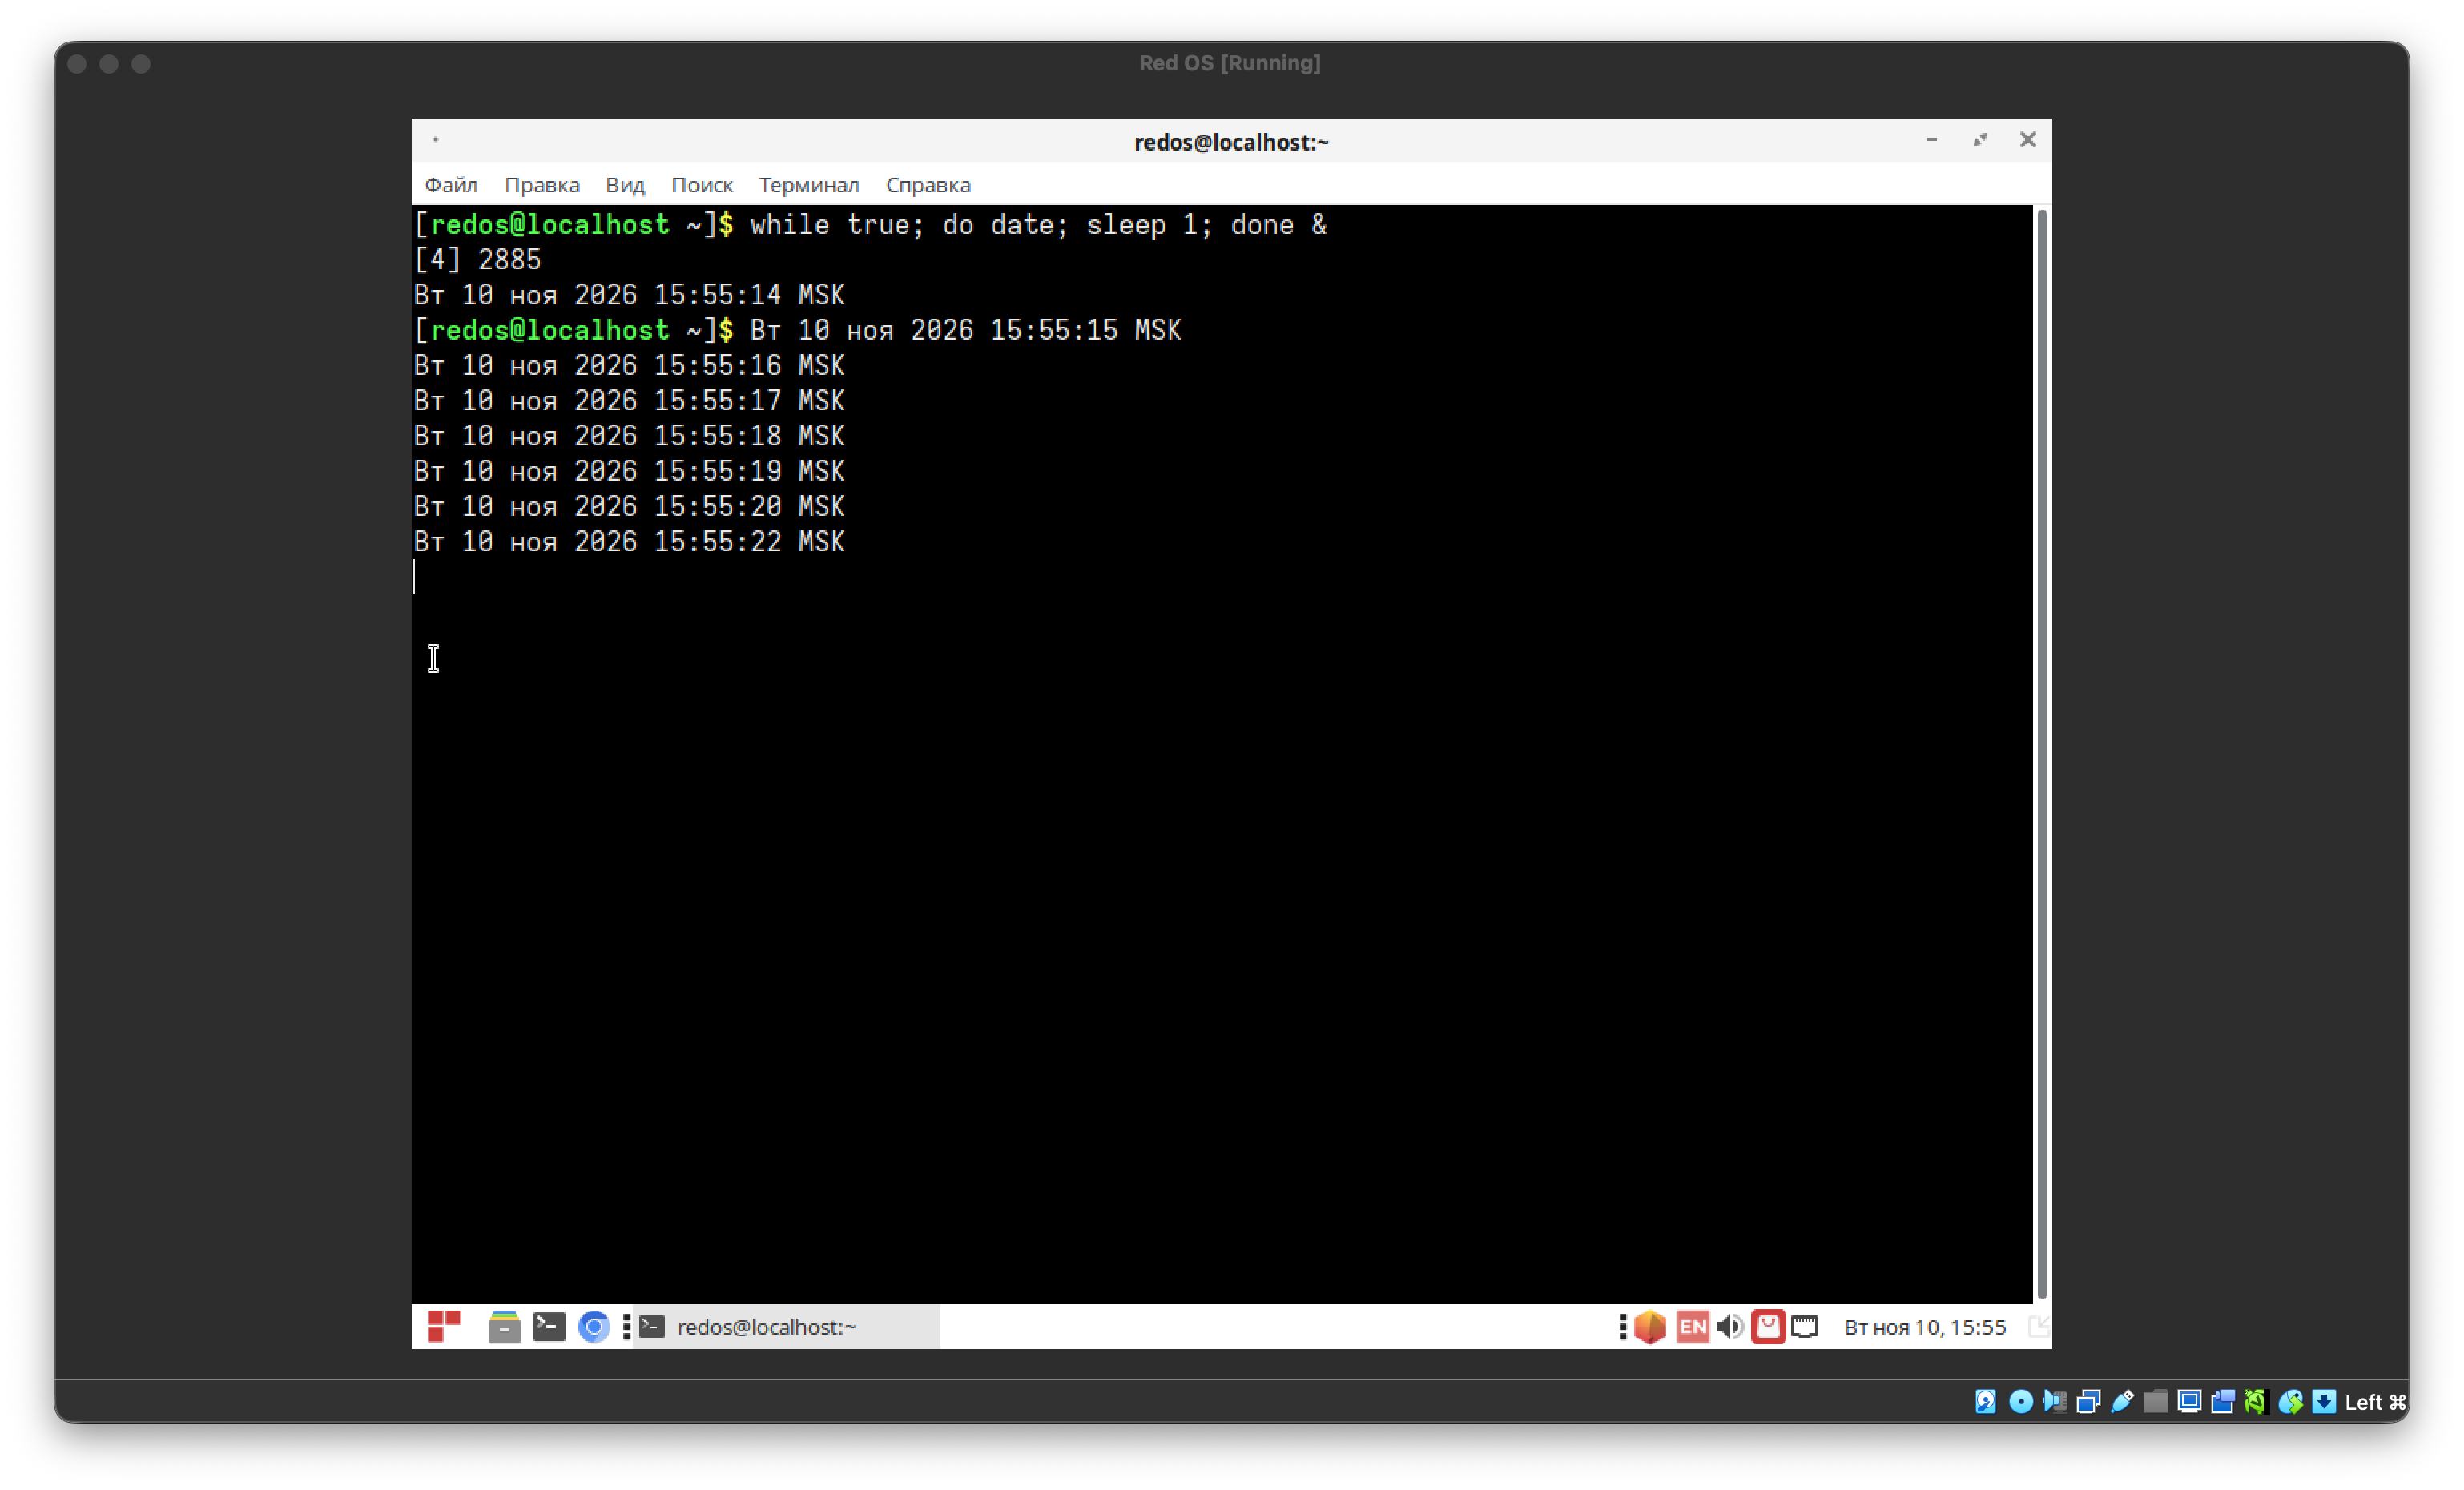 Red OS [Running]
redos@localhost:~
Файл Правка Вид Поиск Терминал Справка
[redos@localhost ~]$ while true; do date; sleep 1; done &
[4] 2885
Вт 10 ноя 2026 15:55:14 MSK
[redos@localhost ~]$ Вт 10 ноя 2026 15:55:15 MSK
Вт 10 ноя 2026 15:55:16 MSK
Вт 10 ноя 2026 15:55:17 MSK
Вт 10 ноя 2026 15:55:18 MSK
Вт 10 ноя 2026 15:55:19 MSK
Вт 10 ноя 2026 15:55:20 MSK
Вт 10 ноя 2026 15:55:22 MSK
redos@localhost:~ EN Вт ноя 10, 15:55
Left ⌘